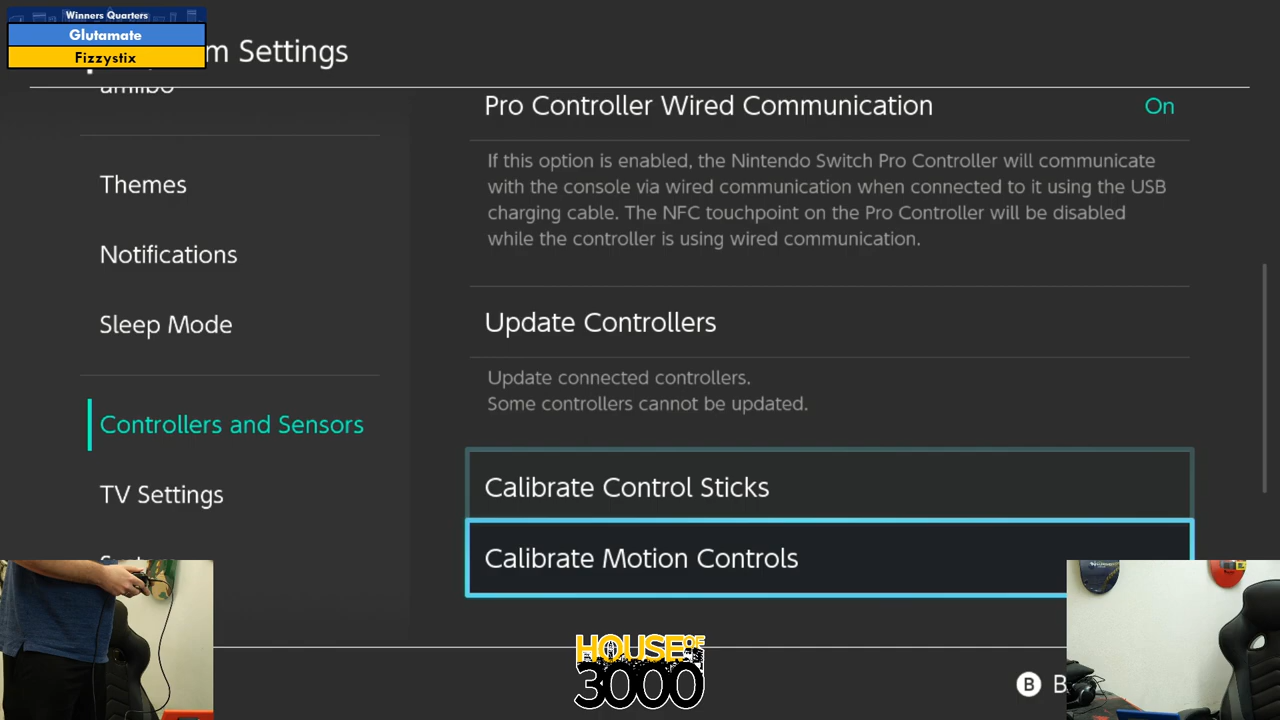 Winners Quarters
Glutamate
Fizzystix
m Settings
amiibo
Themes
Notifications
Sleep Mode
Controllers and Sensors
TV Settings
Pro Controller Wired Communication On
If this option is enabled, the Nintendo Switch Pro Controller will communicate
with the console via wired communication when connected to it using the USB
charging cable. The NFC touchpoint on the Pro Controller will be disabled
while the controller is using wired communication.
Update Controllers
Update connected controllers.
Some controllers cannot be updated.
Calibrate Control Sticks
Calibrate Motion Controls
HOUSE OF
3000
B B